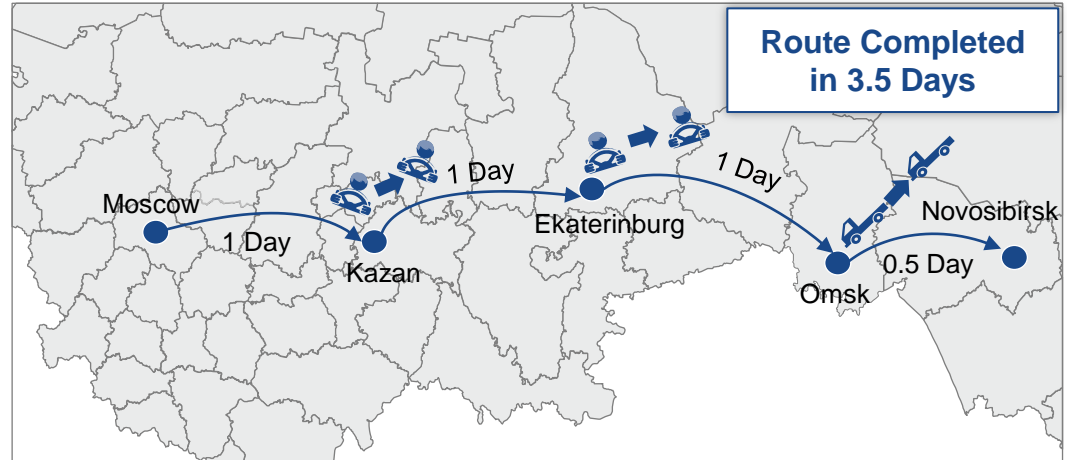 Route Completed
in 3.5 Days
Moscow
1 Day
Kazan
1 Day
Ekaterinburg
1 Day
Omsk
0.5 Day
Novosibirsk